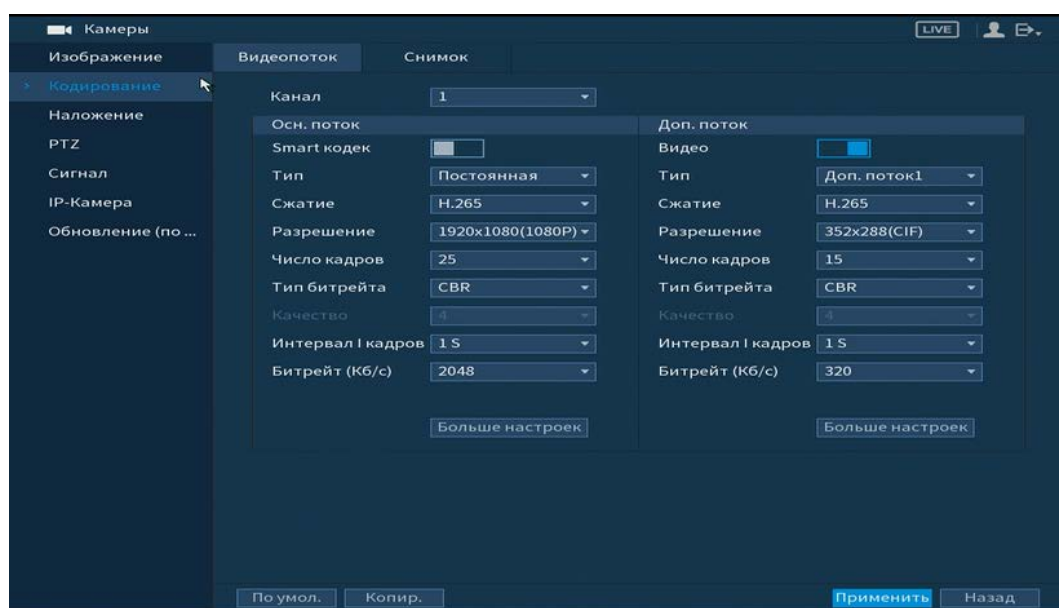 Камеры
LIVE
Изображение
Кодирование
Наложение
PTZ
Сигнал
IP-Камера
Обновление (по ...
Видеопоток
Снимок
Канал 1
Осн. поток
Smart кодек
Тип Постоянная
Сжатие H.265
Разрешение 1920x1080(1080P)
Число кадров 25
Тип битрейта CBR
Качество 4
Интервал I кадров 1 S
Битрейт (Кб/с) 2048
Больше настроек
Доп. поток
Видео
Тип Доп. поток1
Сжатие H.265
Разрешение 352x288(CIF)
Число кадров 15
Тип битрейта CBR
Качество 4
Интервал I кадров 1 S
Битрейт (Кб/с) 320
Больше настроек
По умол.
Копир.
Применить
Назад